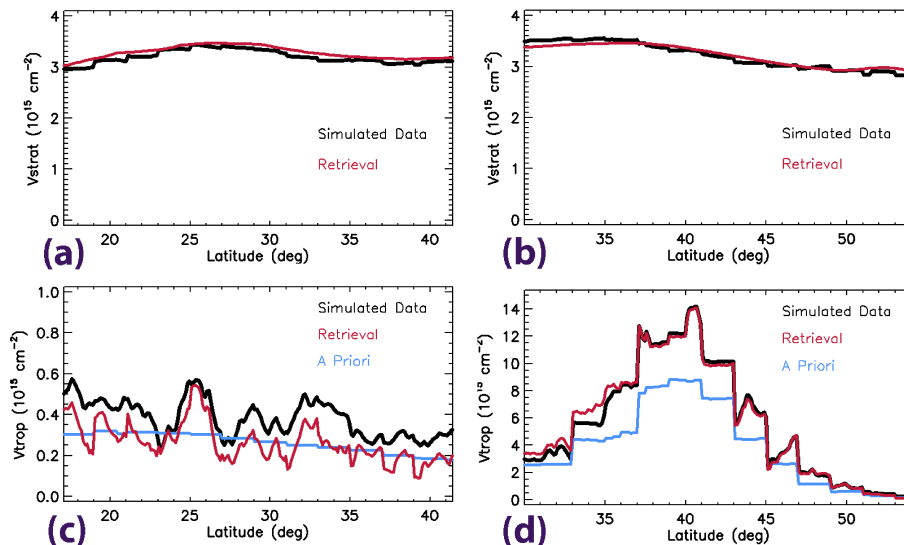 4
3
2
1
0
Vstrat (10¹⁵ cm⁻²)
Simulated Data
Retrieval
20 25 30 35 40
Latitude (deg)
(a)
4
3
2
1
0
Vstrat (10¹⁵ cm⁻²)
Simulated Data
Retrieval
35 40 45 50
Latitude (deg)
(b)
1.0
0.8
0.6
0.4
0.2
0.0
Vtrop (10¹⁵ cm⁻²)
Simulated Data
Retrieval
A Priori
20 25 30 35 40
Latitude (deg)
(c)
14
12
10
8
6
4
2
0
Vtrop cm⁻²)
Simulated Data
Retrieval
A Priori
35 40 45 50
Latitude (deg)
(d)